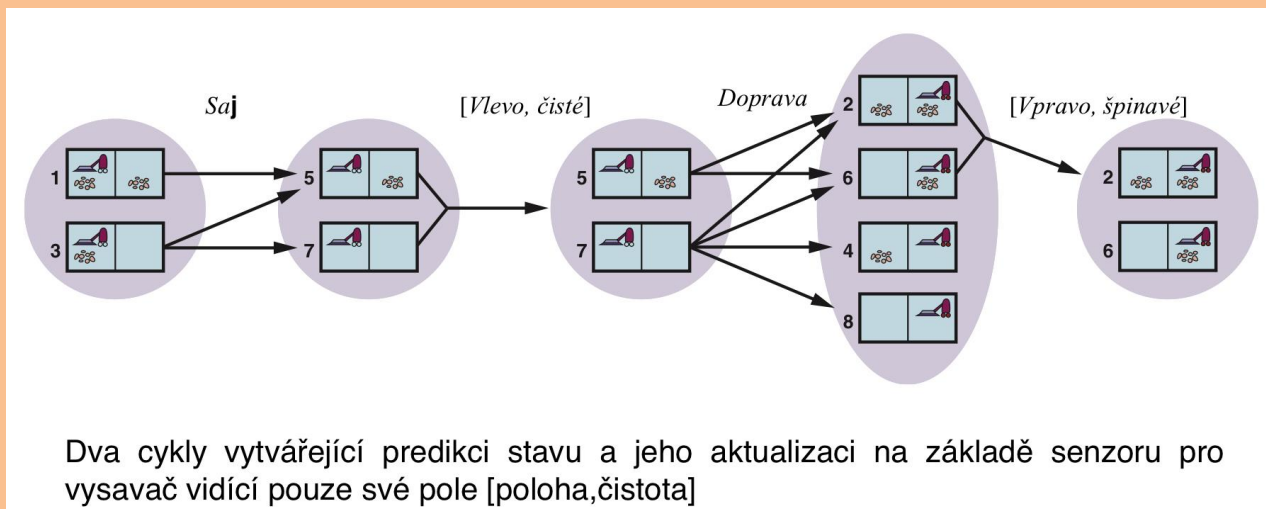 Saj
[Vlevo, čisté]
Doprava
[Vpravo, špinavé]
1
3
5
7
5
7
2
6
4
8
2
6
Dva cykly vytvářející predikci stavu a jeho aktualizaci na základě senzoru pro
vysavač vidící pouze své pole [poloha,čistota]